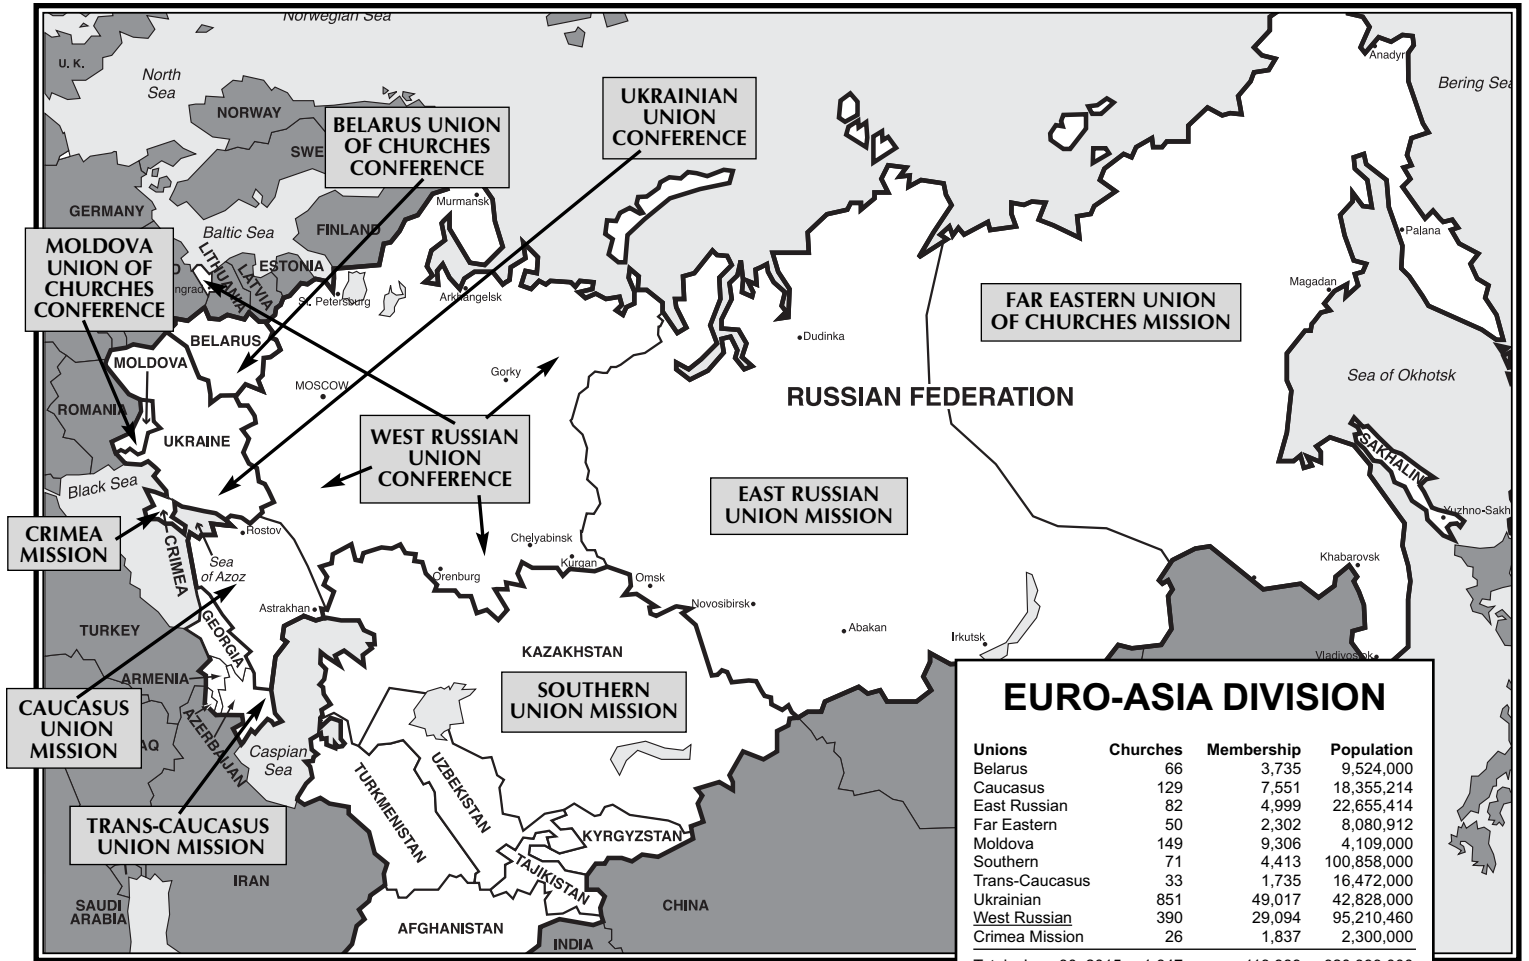 Norwegian Sea
U. K.
North
Sea
NORWAY
SWE
GERMANY
Baltic Sea
FINLAND
LITHUANIA
LATVIA
ESTONIA
ngrad
St. Petersburg
Murmansk
Arkhangelsk
Anadyr
Bering Sea
BELARUS UNION
OF CHURCHES
CONFERENCE
UKRAINIAN
UNION
CONFERENCE
MOLDOVA
UNION OF
CHURCHES
CONFERENCE
FAR EASTERN UNION
OF CHURCHES MISSION
Palana
Magadan
Dudinka
BELARUS
MOLDOVA
MOSCOW
Gorky
RUSSIAN FEDERATION
Sea of Okhotsk
ROMANIA
UKRAINE
WEST RUSSIAN
UNION
CONFERENCE
SAKHALIN
Yuzhno-Sakh
Black Sea
EAST RUSSIAN
UNION MISSION
CRIMEA
MISSION
CRIMEA
Sea
of Azoz
Rostov
Chelyabinsk
Kurgan
Orenburg
Omsk
Novosibirsk
Abakan
Irkutsk
Khabarovsk
Vladivostok
Astrakhan
TURKEY
GEORGIA
ARMENIA
AZERBAIJAN
AQ
CAUCASUS
UNION
MISSION
Caspian
Sea
KAZAKHSTAN
SOUTHERN
UNION MISSION
TURKMENISTAN
UZBEKISTAN
KYRGYZSTAN
TAJIKISTAN
TRANS-CAUCASUS
UNION MISSION
IRAN
SAUDI
ARABIA
AFGHANISTAN
INDIA
CHINA
EURO-ASIA DIVISION
Unions Churches Membership Population
Belarus 66 3,735 9,524,000
Caucasus 129 7,551 18,355,214
East Russian 82 4,999 22,655,414
Far Eastern 50 2,302 8,080,912
Moldova 149 9,306 4,109,000
Southern 71 4,413 100,858,000
Trans-Caucasus 33 1,735 16,472,000
Ukrainian 851 49,017 42,828,000
West Russian 390 29,094 95,210,460
Crimea Mission 26 1,837 2,300,000